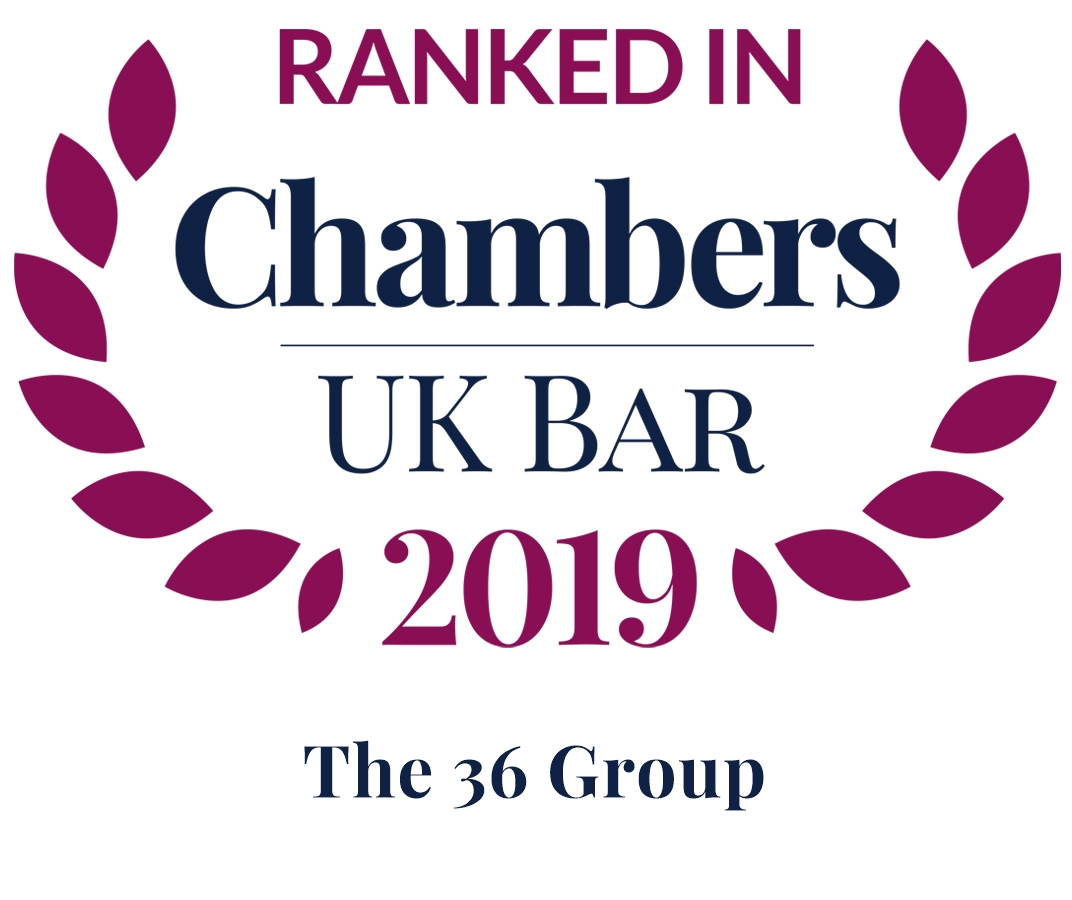 RANKED IN
Chambers
UK BAR
2019
The 36 Group